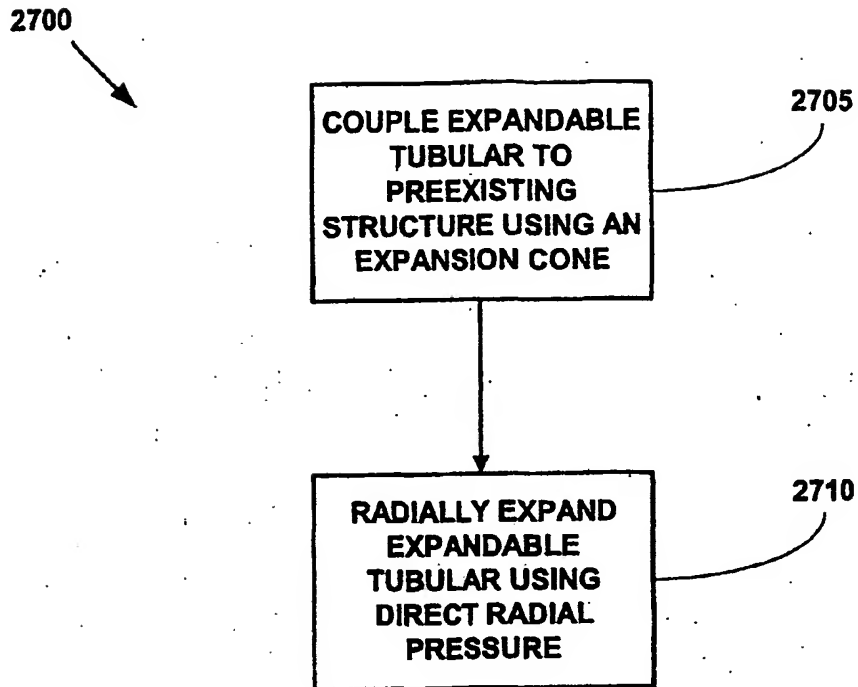 2700
COUPLE EXPANDABLE
TUBULAR TO
PREEXISTING
STRUCTURE USING AN
EXPANSION CONE
2705
RADIALLY EXPAND
EXPANDABLE
TUBULAR USING
DIRECT RADIAL
PRESSURE
2710